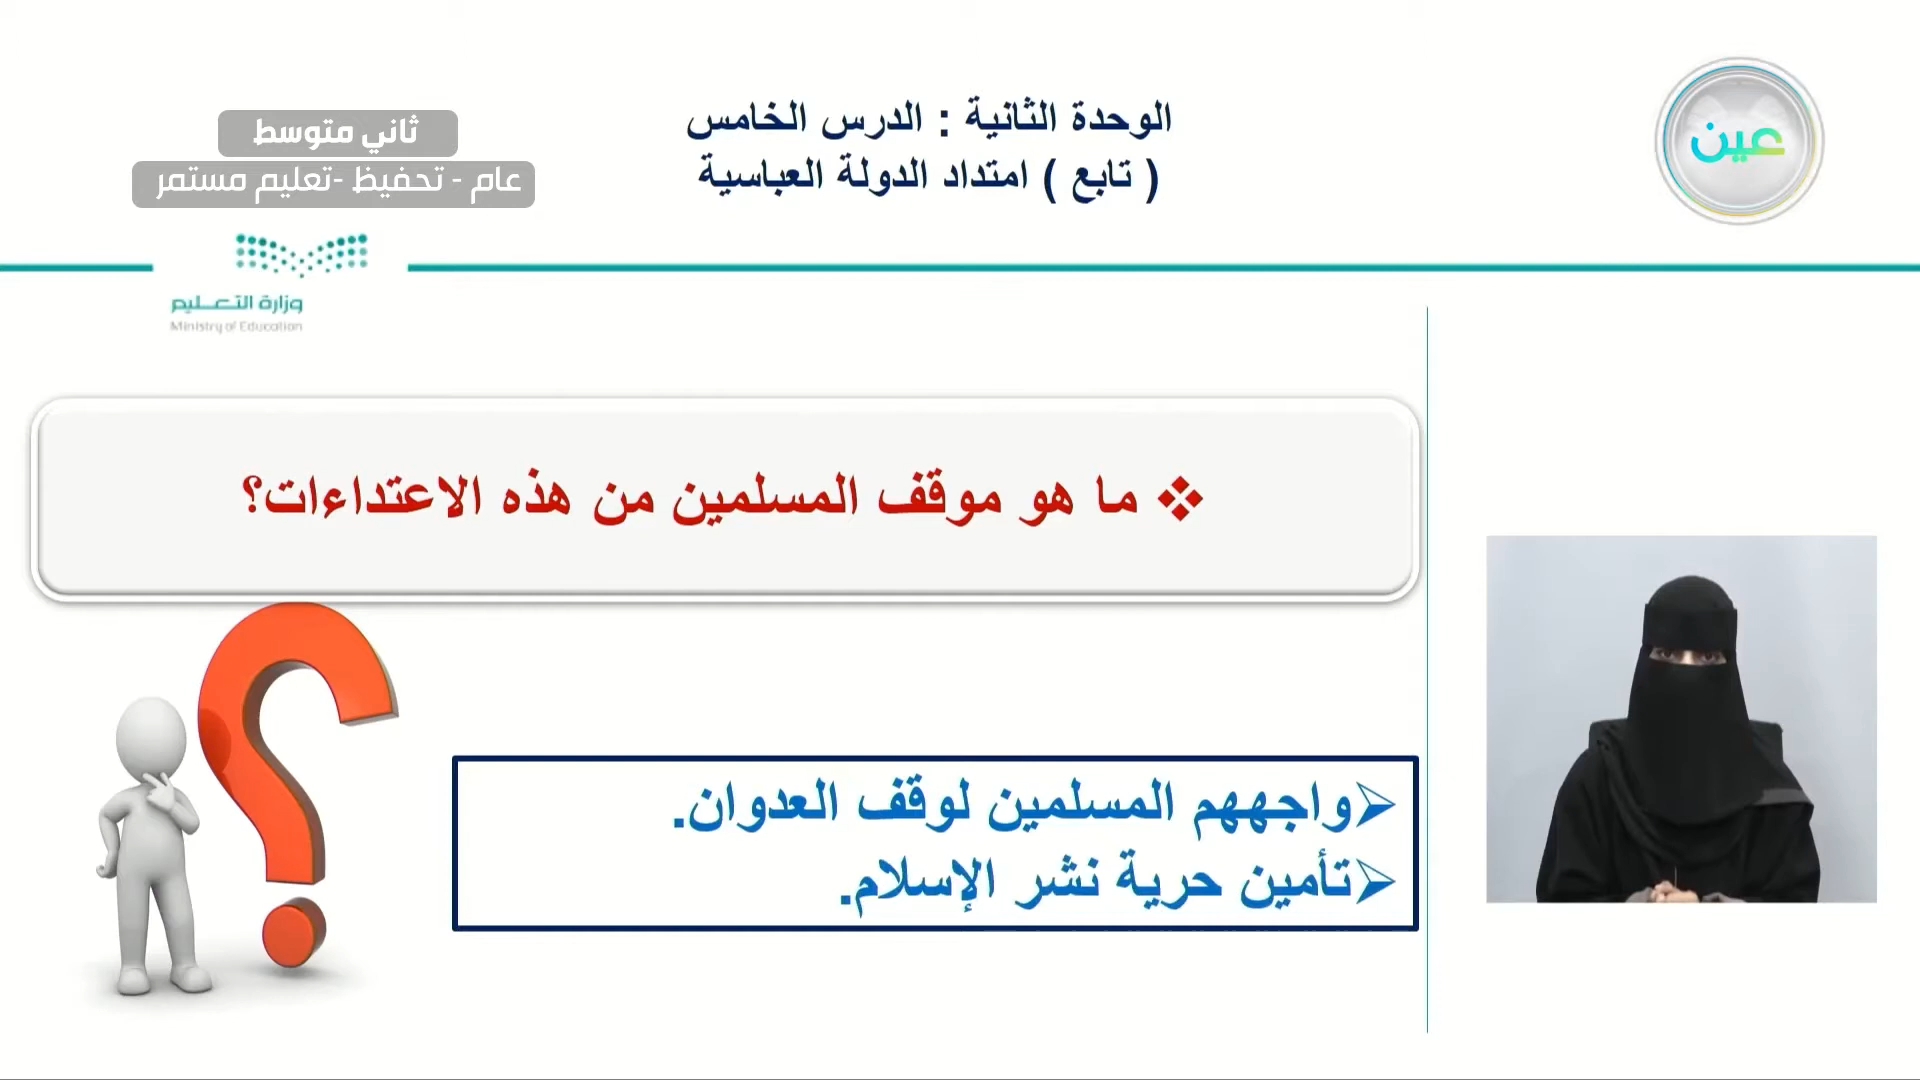 الوحدة الثانية : الدرس الخامس
( تابع ) امتداد الدولة العباسية
عين
ثاني متوسط
عام - تحفيظ -تعليم مستمر
وزارة التعليم
Ministry of Education
❖ ما هو موقف المسلمين من هذه الاعتداءات؟
➢واجههم المسلمين لوقف العدوان.
➢تأمين حرية نشر الإسلام.